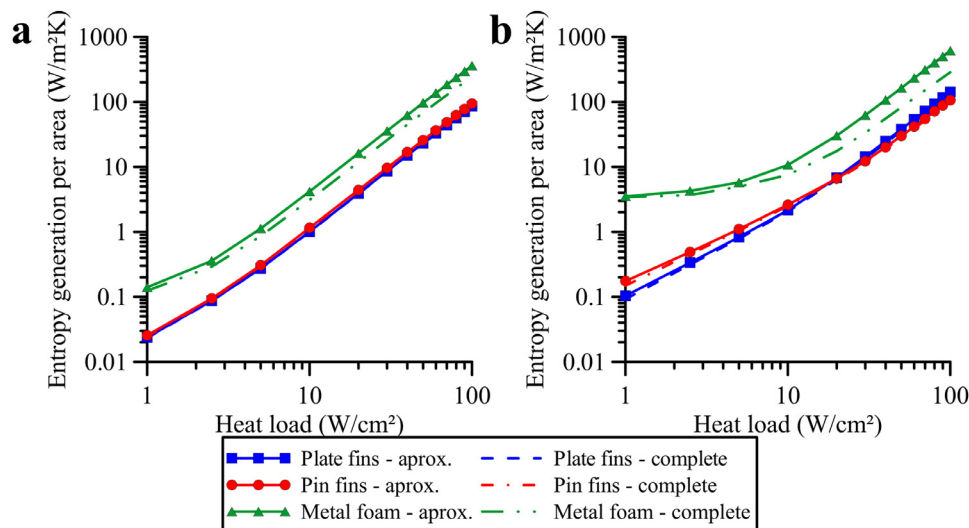 a
b
Entropy generation per area (W/m²K)
1000
100
10
1
0.1
0.01
1
10
100
Heat load (W/cm²)
Entropy generation per area (W/m²K)
1000
100
10
1
0.1
0.01
1
10
100
Heat load (W/cm²)
Plate fins - aprox.
Plate fins - complete
Pin fins - aprox.
Pin fins - complete
Metal foam - aprox.
Metal foam - complete